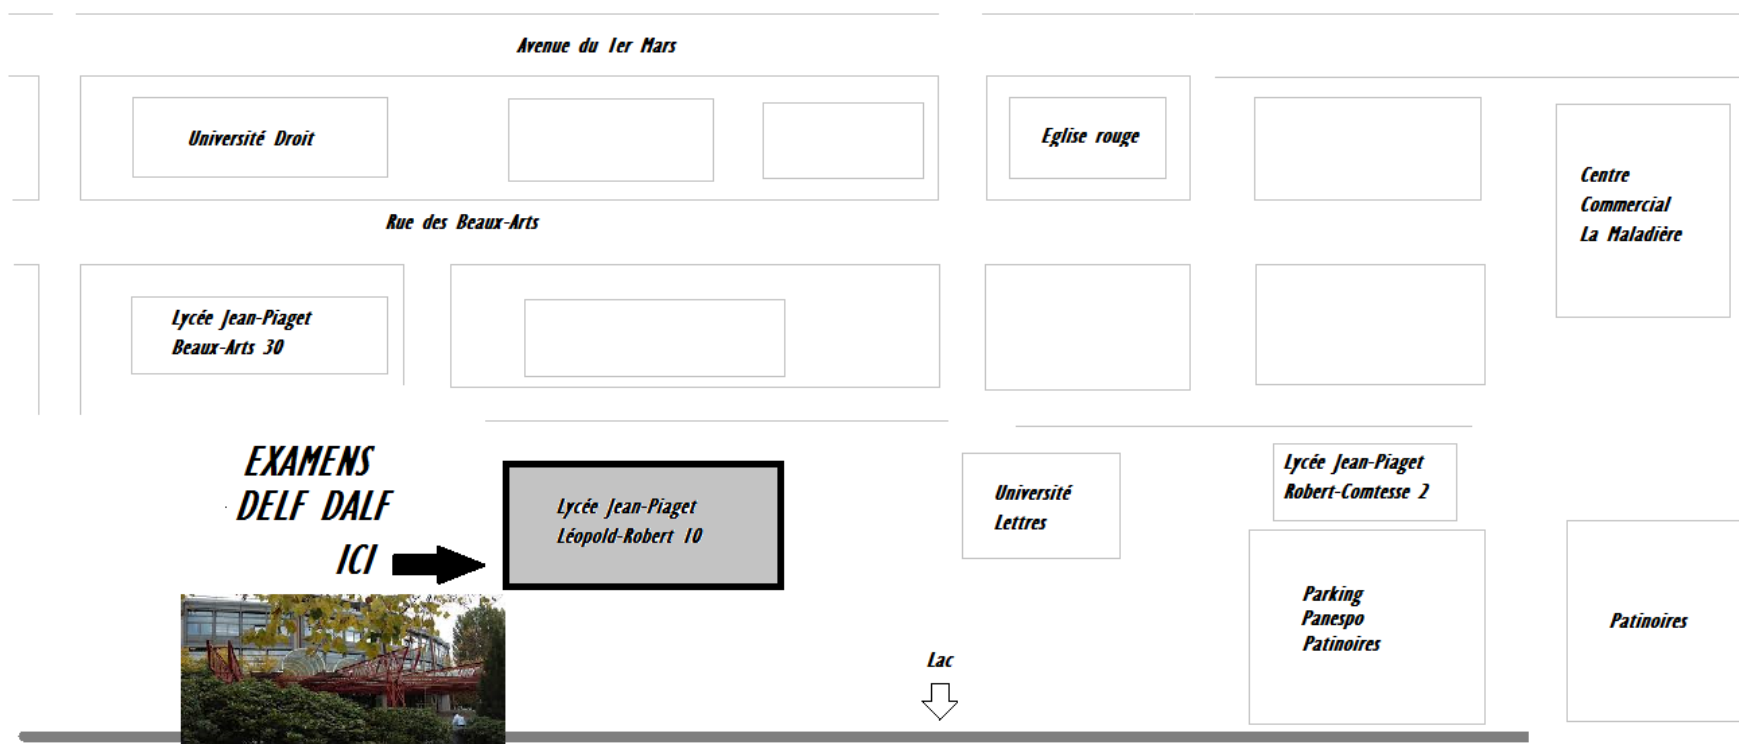 Avenue du 1er Mars
Université Droit
Eglise rouge
Centre
Commercial
La Maladière
Rue des Beaux-Arts
Lycée Jean-Piaget
Beaux-Arts 30
EXAMENS
DELF DALF
ICI
Lycée Jean-Piaget
Léopold-Robert 10
Université
Lettres
Lycée Jean-Piaget
Robert-Comtesse 2
Parking
Panespo
Patinoires
Patinoires
Lac